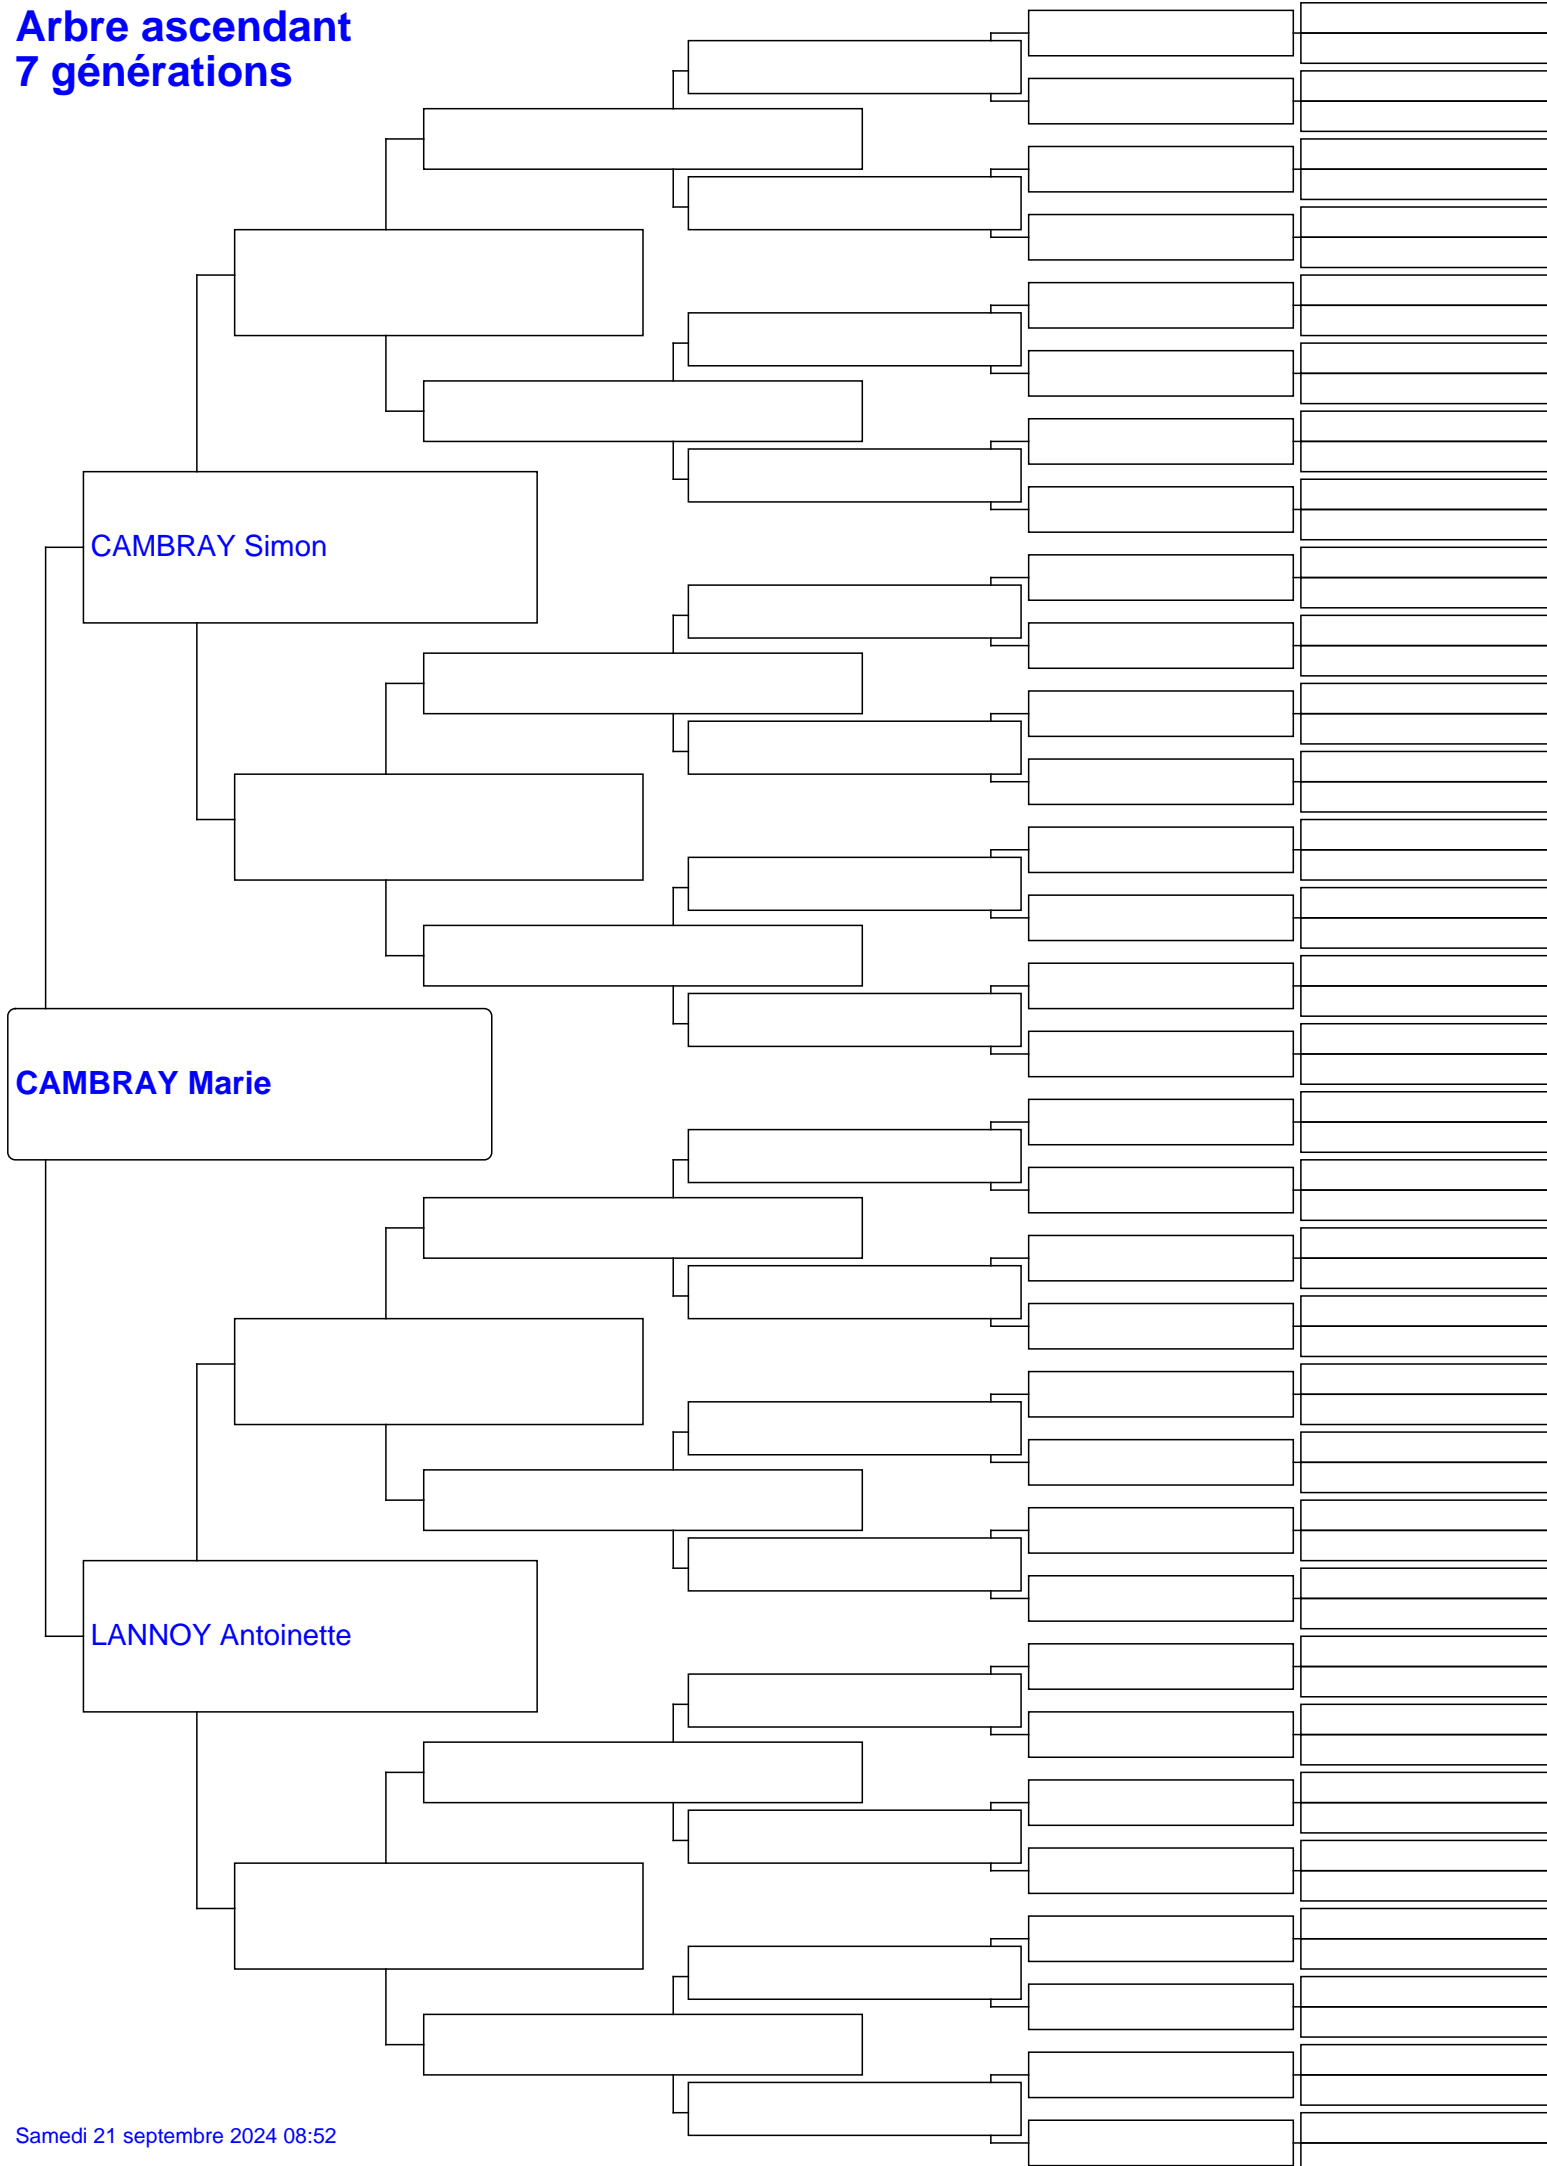 Arbre ascendant
7 générations
CAMBRAY Simon
CAMBRAY Marie
LANNOY Antoinette
Samedi 21 septembre 2024 08:52